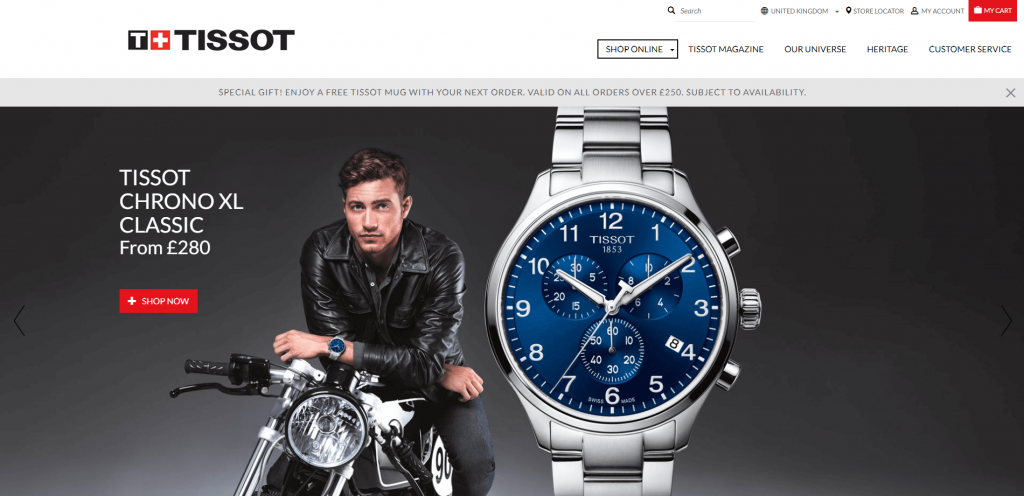 Search
UNITED KINGDOM
STORE LOCATOR
MY ACCOUNT
MY CART
T+ TISSOT
SHOP ONLINE
TISSOT MAGAZINE
OUR UNIVERSE
HERITAGE
CUSTOMER SERVICE
SPECIAL GIFT! ENJOY A FREE TISSOT MUG WITH YOUR NEXT ORDER. VALID ON ALL ORDERS OVER £250. SUBJECT TO AVAILABILITY.
TISSOT
CHRONO XL
CLASSIC
From £280
+ SHOP NOW
12
11
1
TISSOT
1853
10
2
30
5
25
10
20
15
10
2
8
4
6
9
3
60
50
10
40
20
30
8
8
4
7
5
6
SWISS MADE
90